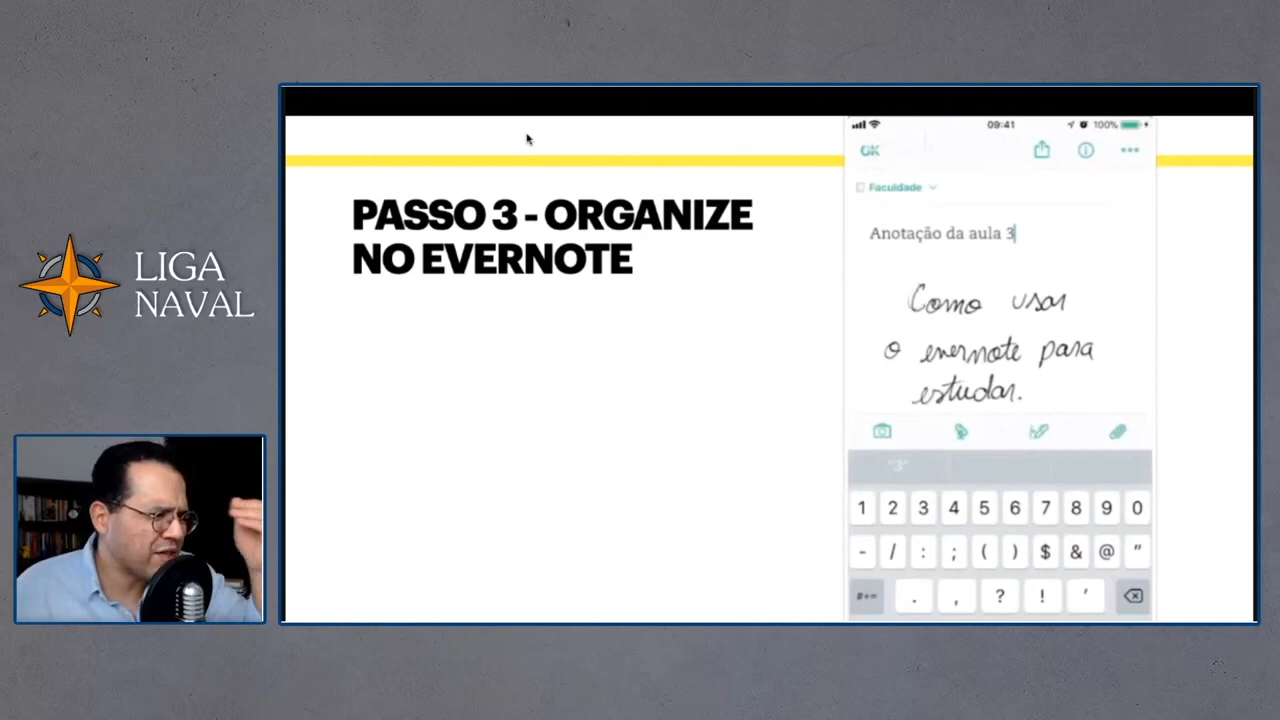 LIGA
NAVAL
PASSO 3 - ORGANIZE
NO EVERNOTE
09:41
100%
OK
Faculdade
Anotação da aula 3
Como usar
o evernote para
estudar.
"3"
1 2 3 4 5 6 7 8 9 0
- / : ; ( ) $ & @ "
#+= . , ? ! '